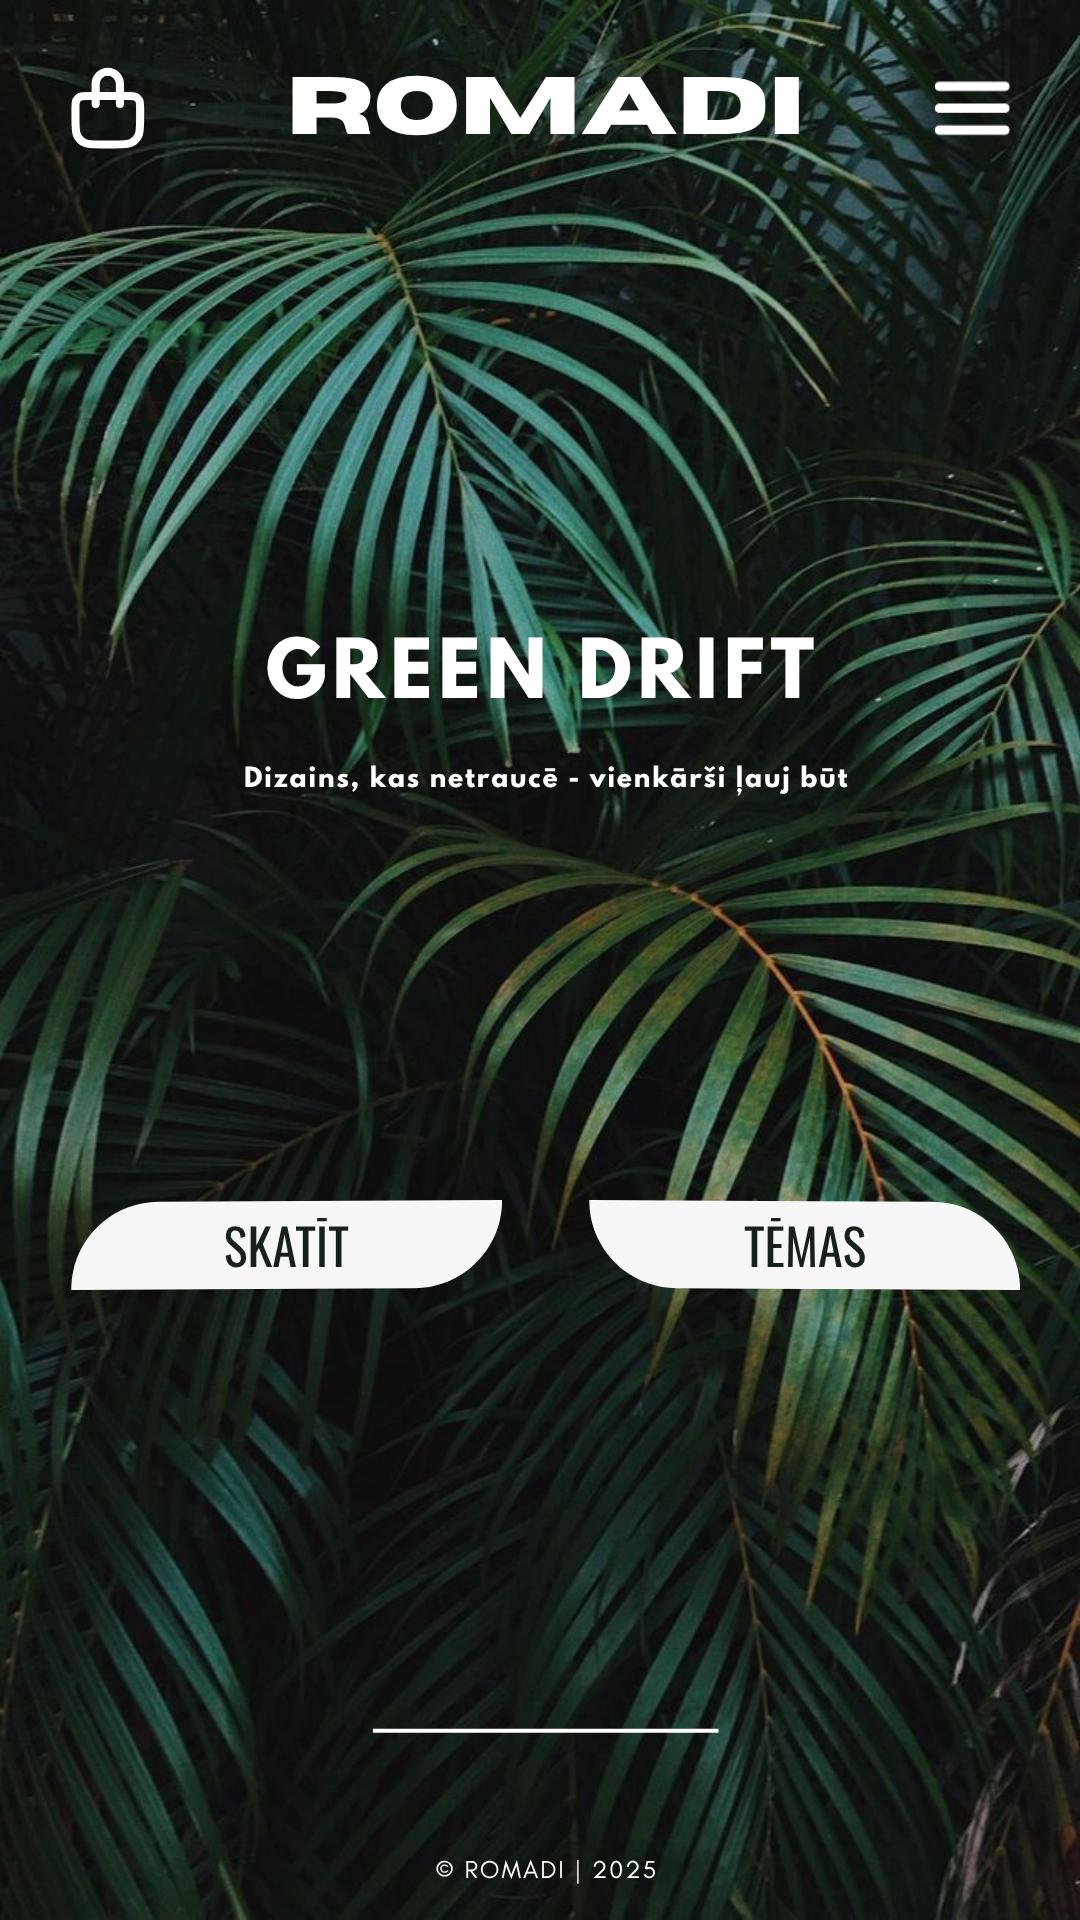 ROMADI
GREEN DRIFT
Dizains, kas netraucē - vienkārši ļauj būt
SKATĪT
TĒMAS
© ROMADI | 2025